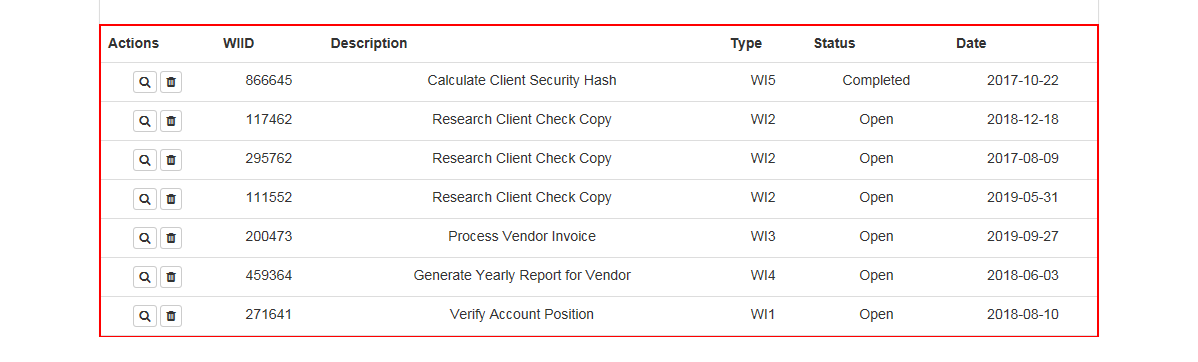 Actions WIID Description Type Status Date
866645 Calculate Client Security Hash WI5 Completed 2017-10-22
117462 Research Client Check Copy WI2 Open 2018-12-18
295762 Research Client Check Copy WI2 Open 2017-08-09
111552 Research Client Check Copy WI2 Open 2019-05-31
200473 Process Vendor Invoice WI3 Open 2019-09-27
459364 Generate Yearly Report for Vendor WI4 Open 2018-06-03
271641 Verify Account Position WI1 Open 2018-08-10